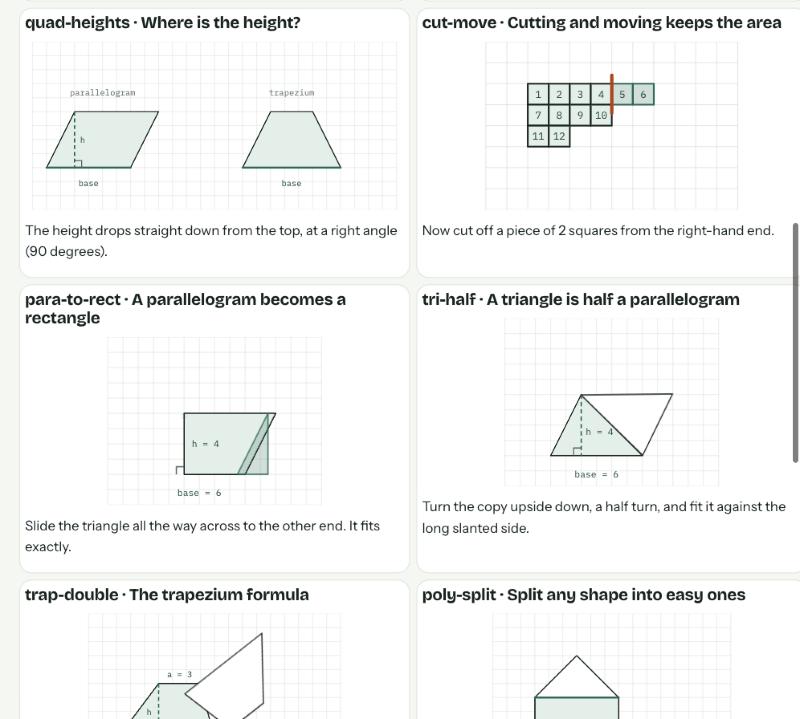 quad-heights · Where is the height?
parallelogram
trapezium
h
base
base
The height drops straight down from the top, at a right angle
(90 degrees).
cut-move · Cutting and moving keeps the area
1 2 3 4 5 6
7 8 9 10
11 12
Now cut off a piece of 2 squares from the right-hand end.
para-to-rect · A parallelogram becomes a
rectangle
h = 4
base = 6
Slide the triangle all the way across to the other end. It fits
exactly.
tri-half · A triangle is half a parallelogram
h = 4
base = 6
Turn the copy upside down, a half turn, and fit it against the
long slanted side.
trap-double · The trapezium formula
a = 3
h
poly-split · Split any shape into easy ones